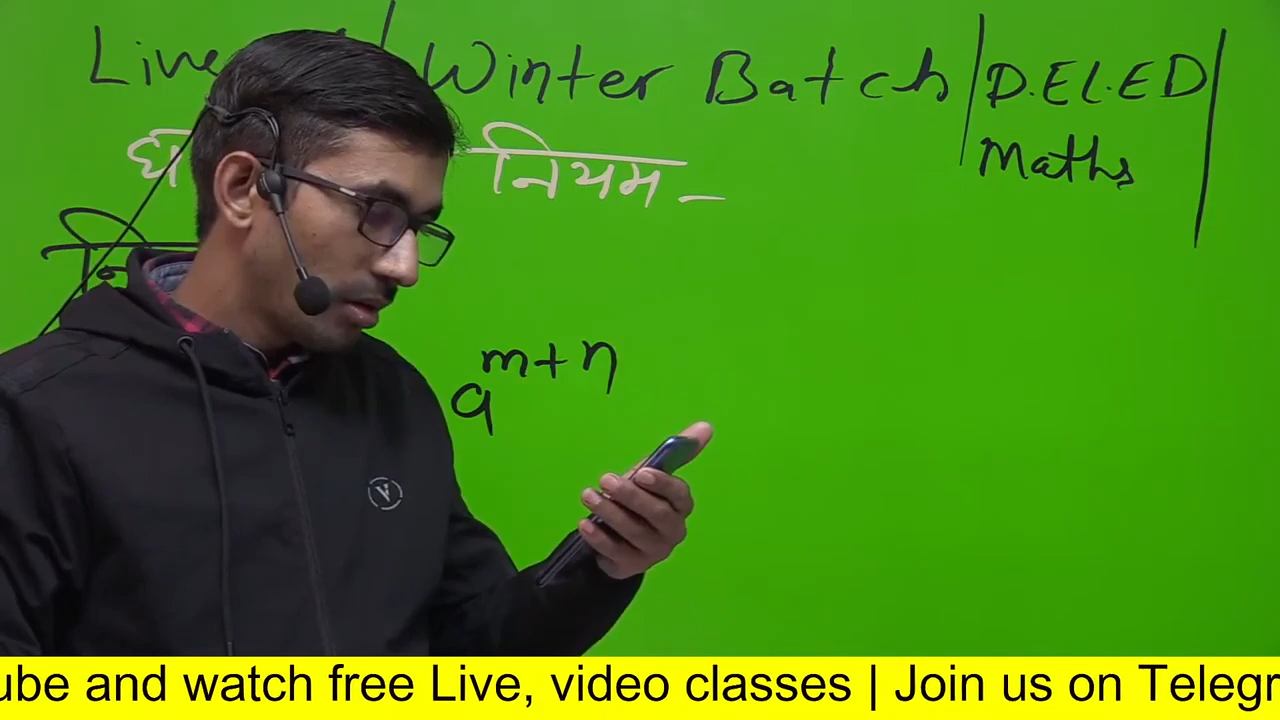 Live | Winter Batch | D.EL.ED
Maths
नियम -
a^{m+n}
V
ube and watch free Live, video classes | Join us on Telegr